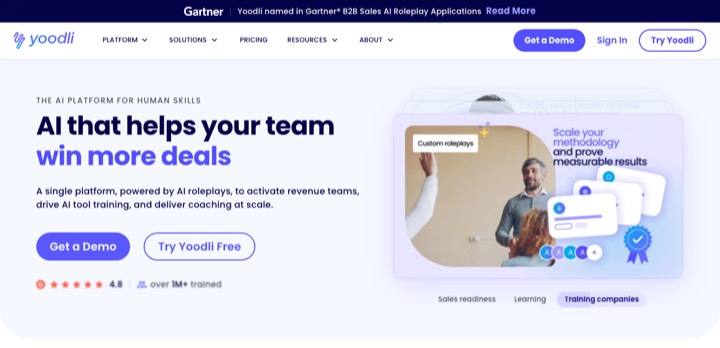 Gartner | Yoodli named in Gartner® B2B Sales AI Roleplay Applications Read More
yoodli PLATFORM SOLUTIONS PRICING RESOURCES ABOUT Get a Demo Sign In Try Yoodli
THE AI PLATFORM FOR HUMAN SKILLS
AI that helps your team
win more deals
A single platform, powered by AI roleplays, to activate revenue teams,
drive AI tool training, and deliver coaching at scale.
Get a Demo Try Yoodli Free
4.8 over 1M+ trained
Custom roleplays
Scale your
methodology
and prove
measurable results
Sales readiness Learning Training companies